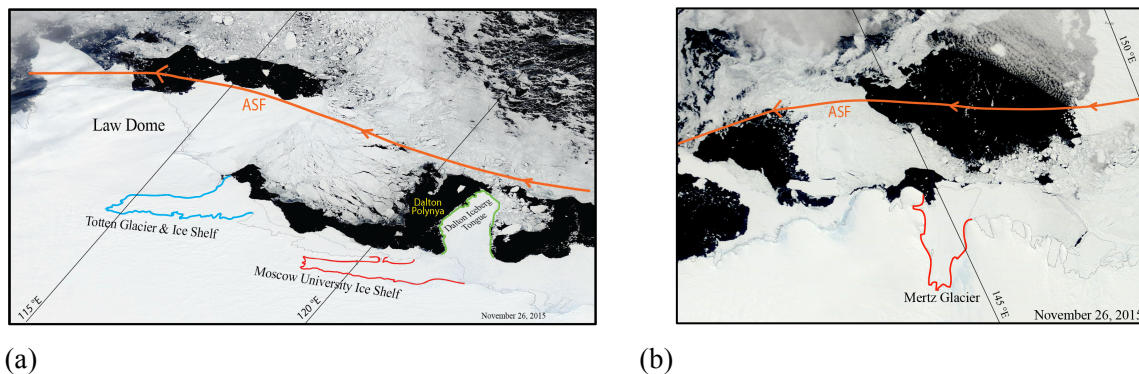 ASF
Law Dome
Dalton
Polynya
Dalton Iceberg
Tongue
Totten Glacier & Ice Shelf
Moscow University Ice Shelf
115 °E
120 °E
November 26, 2015
(a)
150 °E
ASF
Mertz Glacier
145 °E
November 26, 2015
(b)